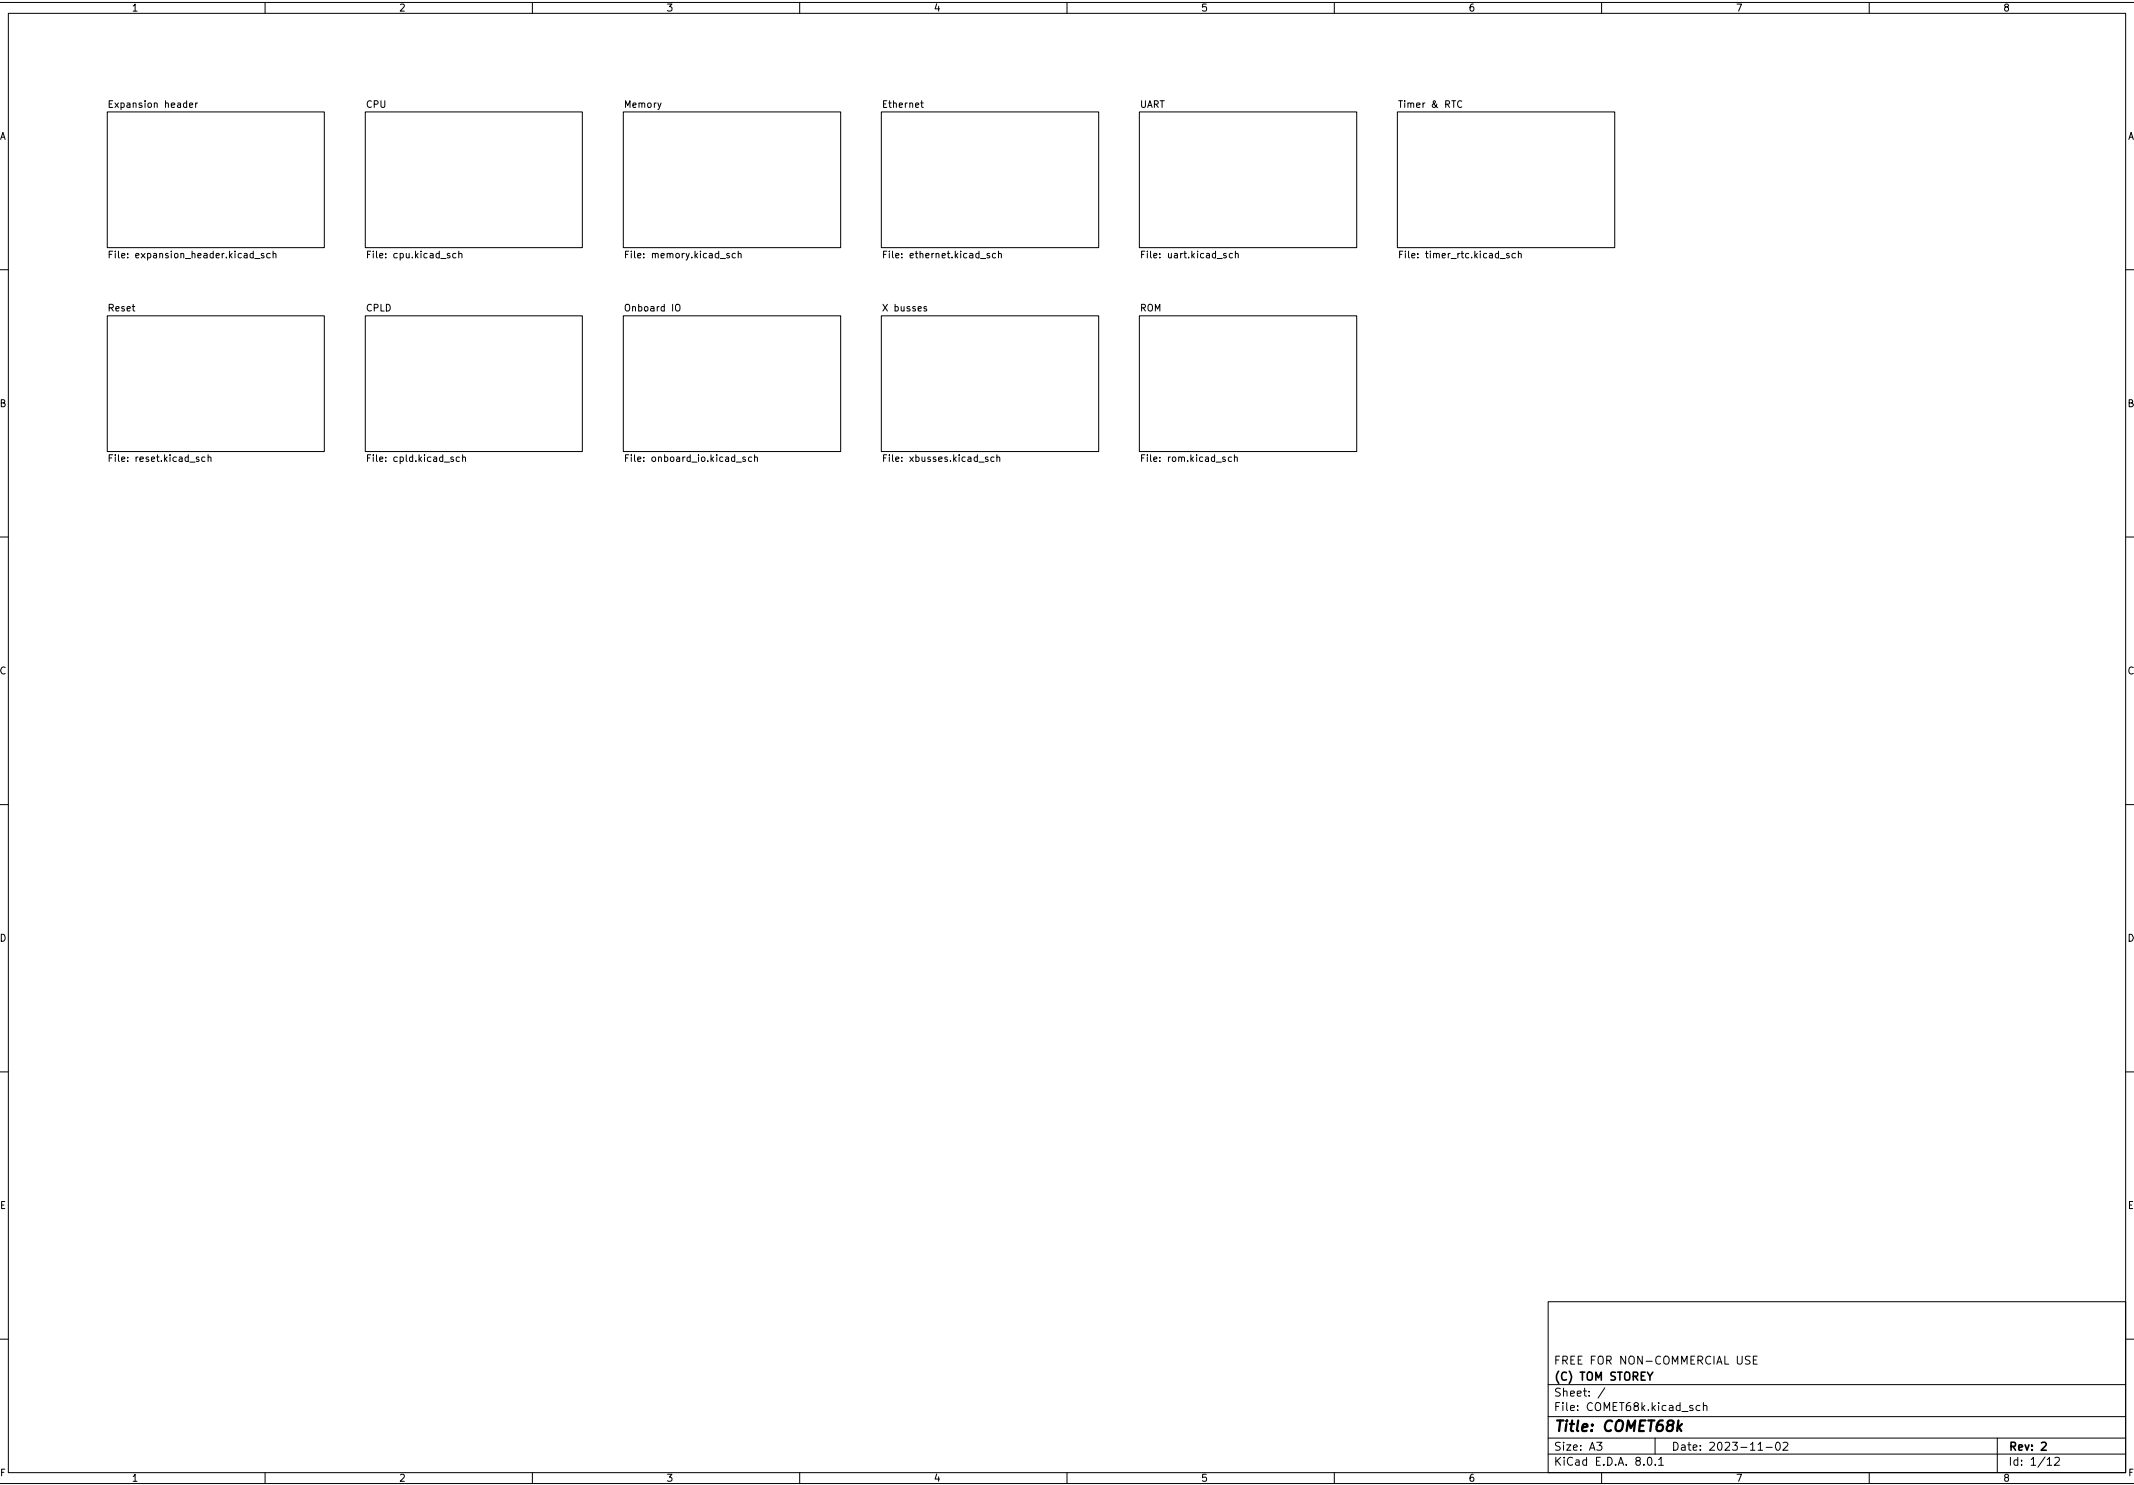 1 2 3 4 5 6 7 8
Expansion header CPU Memory Ethernet UART Timer & RTC
A A
File: expansion_header.kicad_sch File: cpu.kicad_sch File: memory.kicad_sch File: ethernet.kicad_sch File: uart.kicad_sch File: timer_rtc.kicad_sch
Reset CPLD Onboard IO X busses ROM
B B
File: reset.kicad_sch File: cpld.kicad_sch File: onboard_io.kicad_sch File: xbusses.kicad_sch File: rom.kicad_sch
C C
D D
E E
FREE FOR NON-COMMERCIAL USE
(C) TOM STOREY
Sheet: /
File: COMET68k.kicad_sch
Title: COMET68k
Size: A3 Date: 2023-11-02 Rev: 2
KiCad E.D.A. 8.0.1 Id: 1/12
F F
1 2 3 4 5 6 7 8